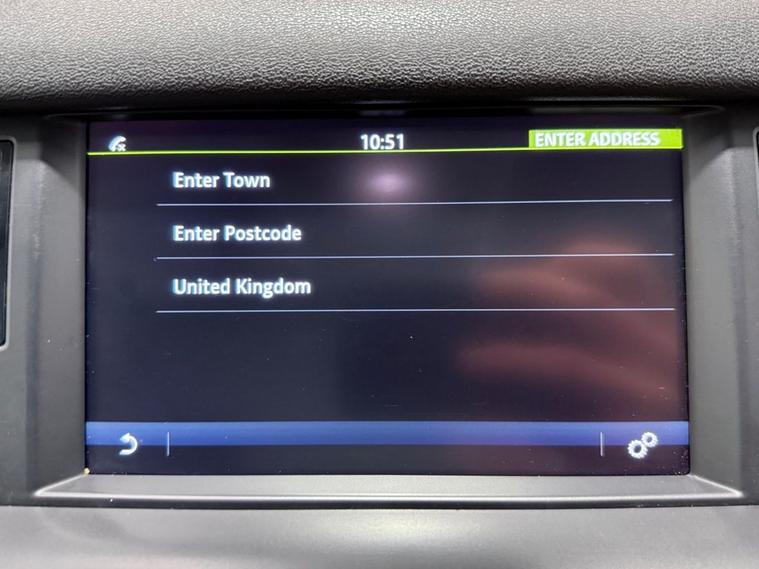 10:51
ENTER ADDRESS
Enter Town
Enter Postcode
United Kingdom